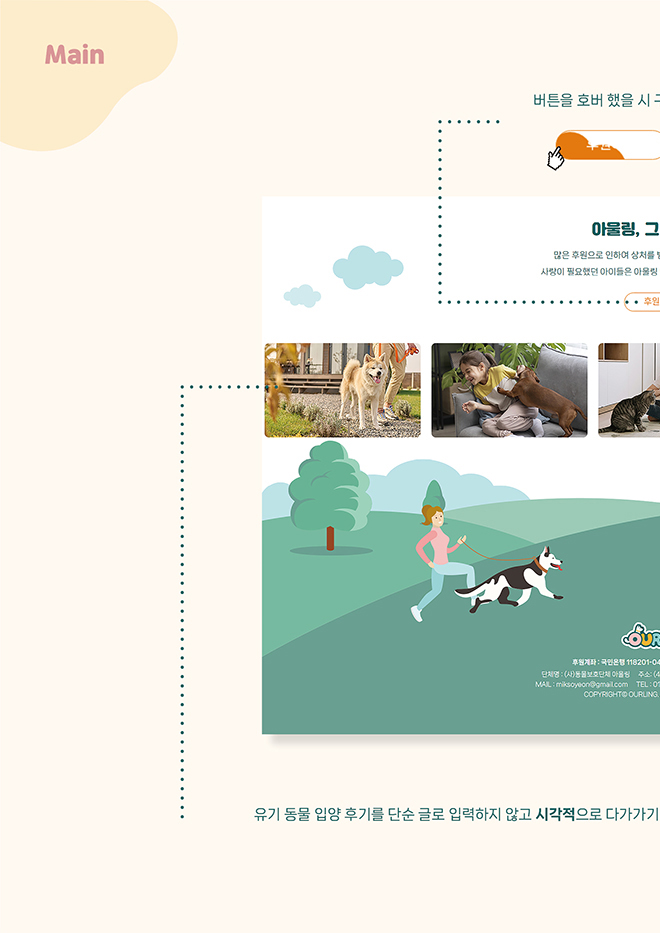 Main
버튼을 호버 했을 시
후원
아울링, 그
많은 후원으로 인하여 상처를
사랑이 필요했던 아이들은 아울링
후원
OUR
후원계좌 : 국민은행 118201-04
단체명 : (사)동물보호단체 아울링 주소: (4
MAIL : miksoyeon@gmail.com TEL : 01
COPYRIGHT© OURLING.
유기 동물 입양 후기를 단순 글로 입력하지 않고 시각적으로 다가가기